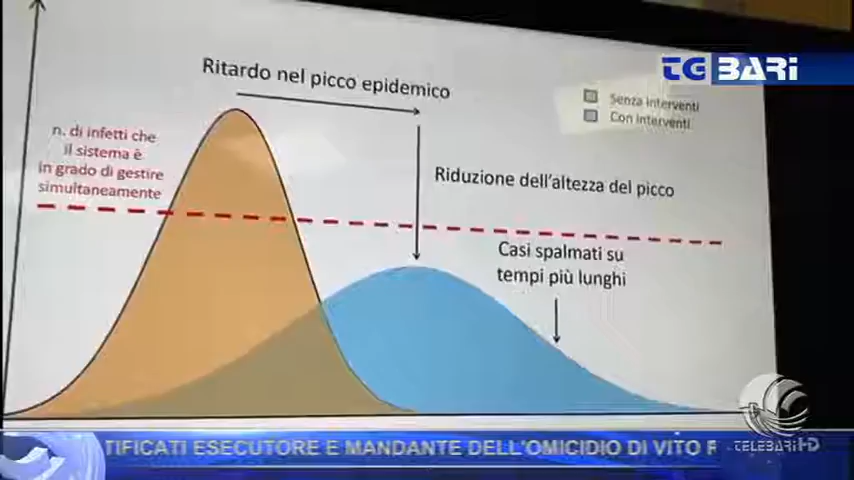 TG BARI
Ritardo nel picco epidemico
Senza interventi
Con interventi
n. di infetti che
il sistema è
in grado di gestire
simultaneamente
Riduzione dell'altezza del picco
Casi spalmati su
tempi più lunghi
TIFICATI ESECUTORE E MANDANTE DELL'OMICIDIO DI VITO
TELEBARI HD